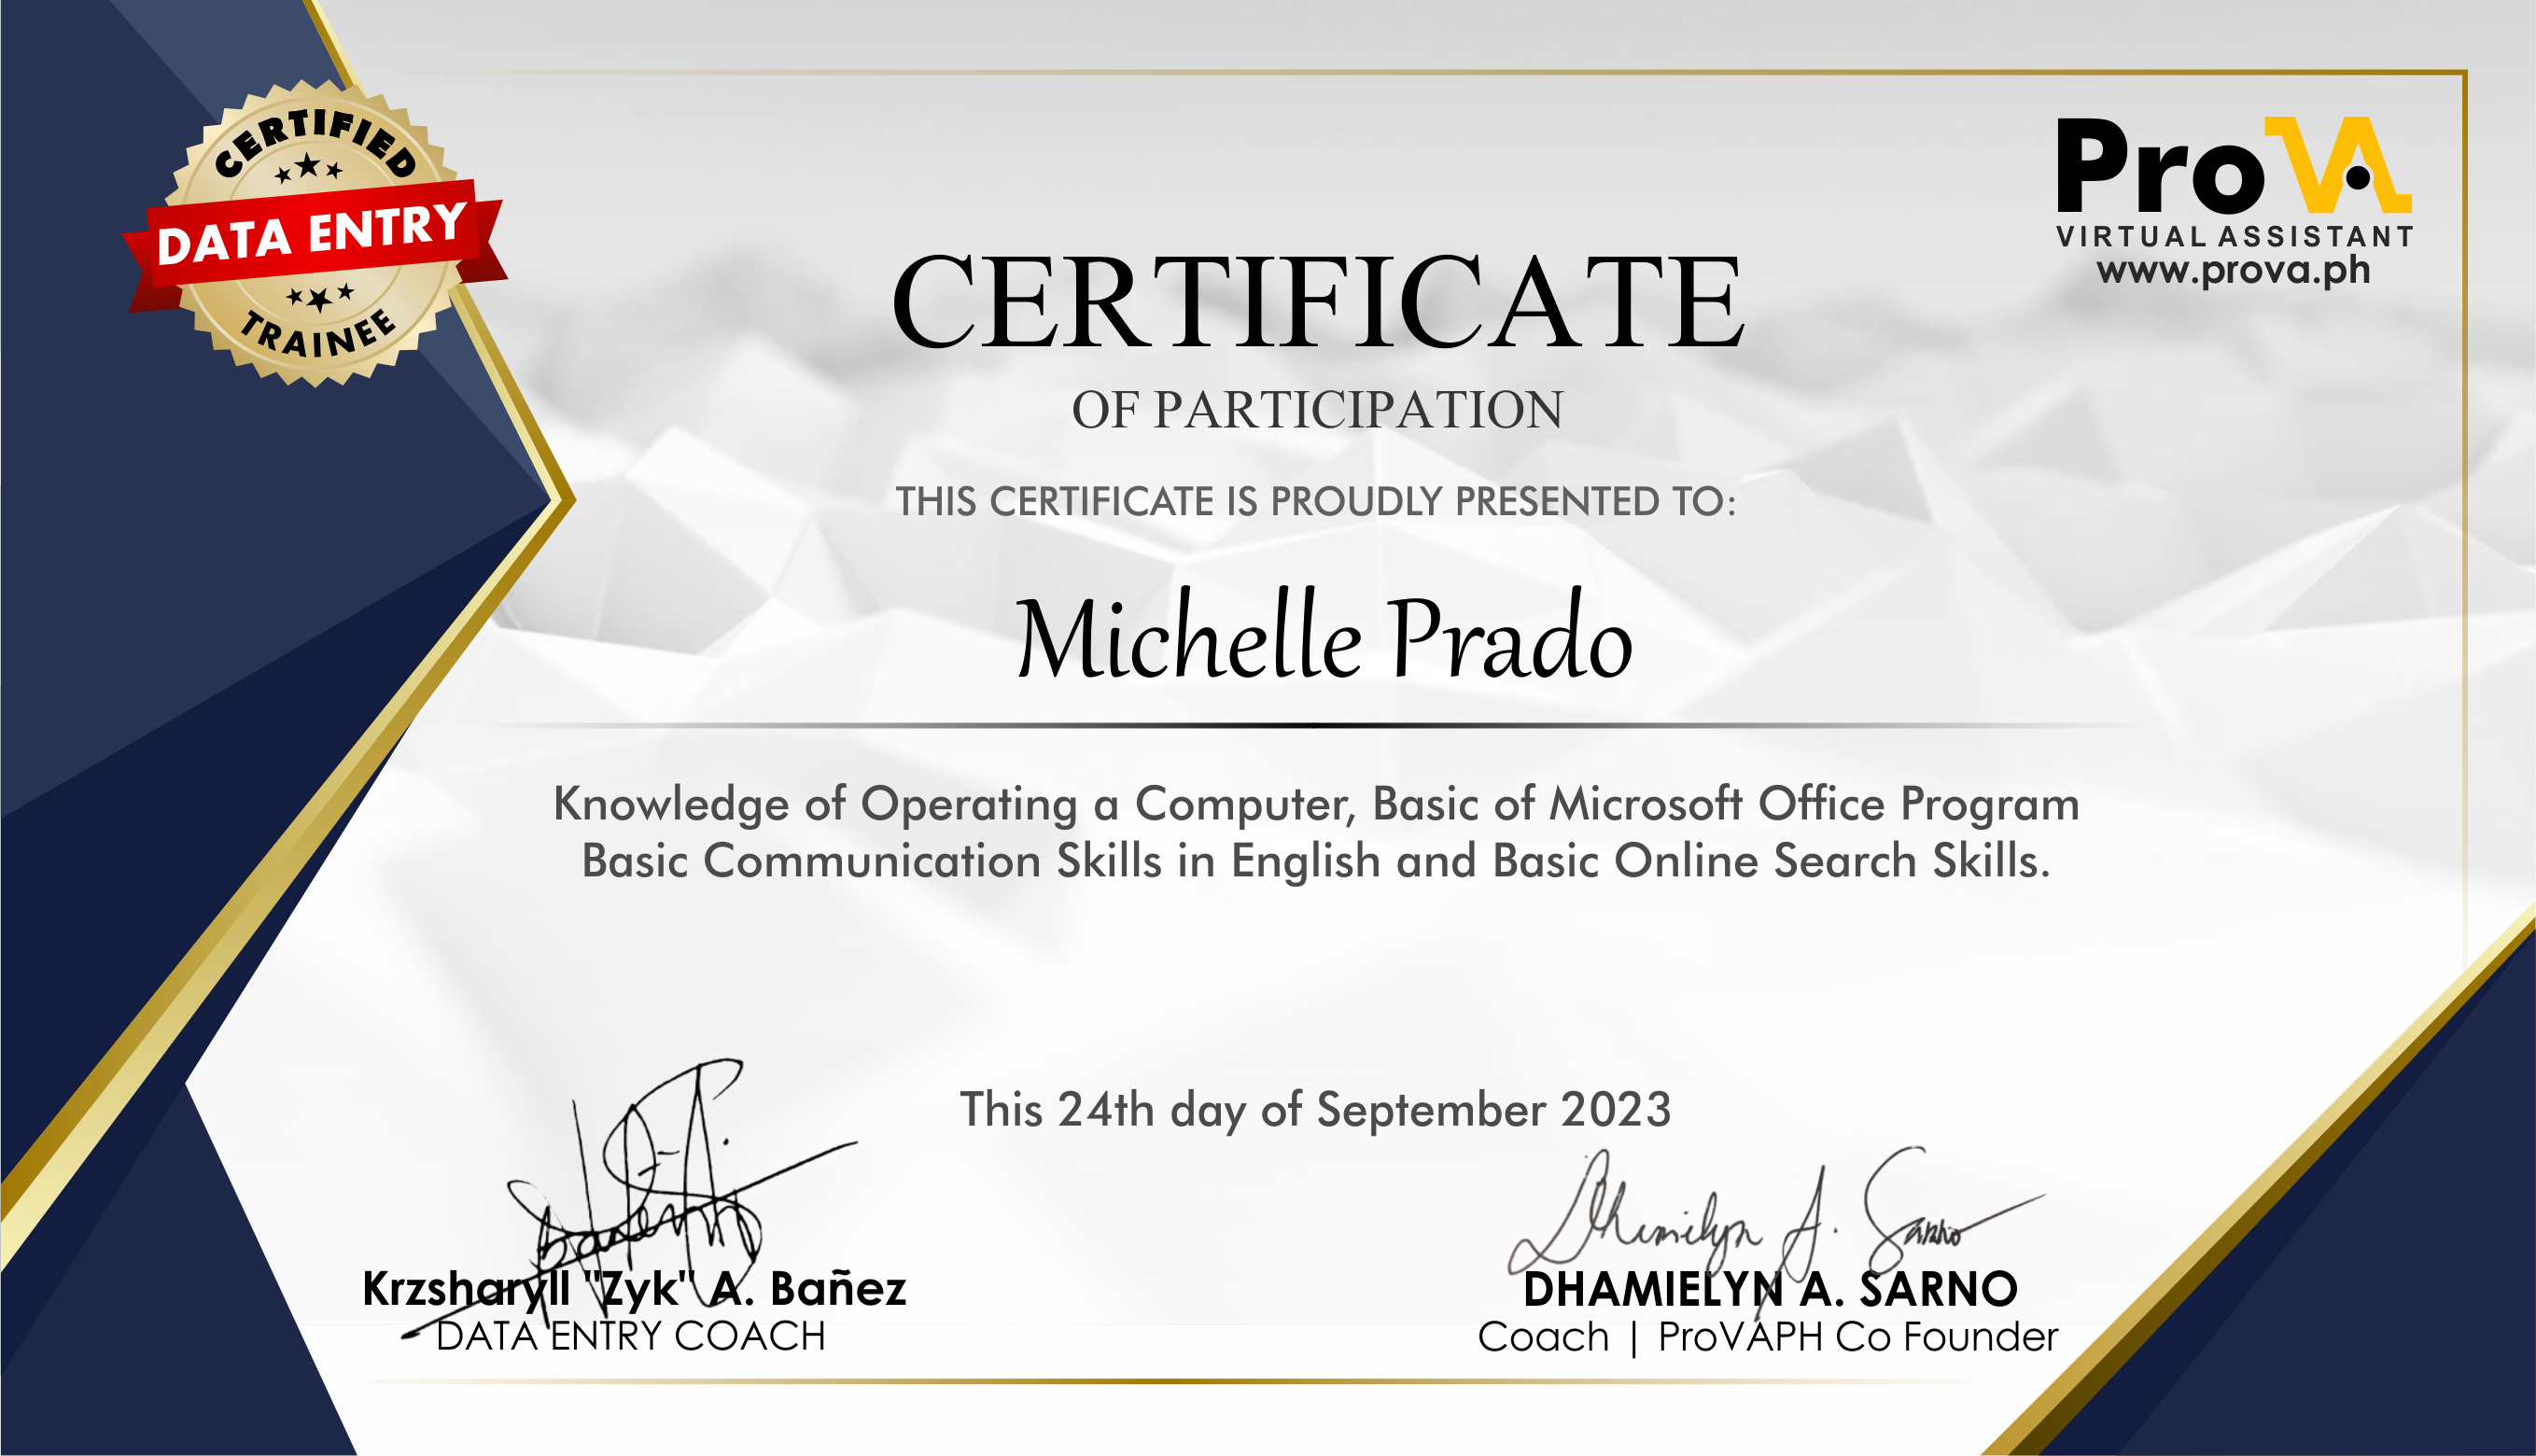 CERTIFIED
DATA ENTRY
TRAINEE
ProVA
VIRTUAL ASSISTANT
www.prova.ph
CERTIFICATE
OF PARTICIPATION
THIS CERTIFICATE IS PROUDLY PRESENTED TO:
Michelle Prado
Knowledge of Operating a Computer, Basic of Microsoft Office Program
Basic Communication Skills in English and Basic Online Search Skills.
This 24th day of September 2023
Krzsharyll "Zyk" A. Bañez
DATA ENTRY COACH
Dhamielyn A. Sarno
DHAMIELYN A. SARNO
Coach | ProVAPH Co Founder